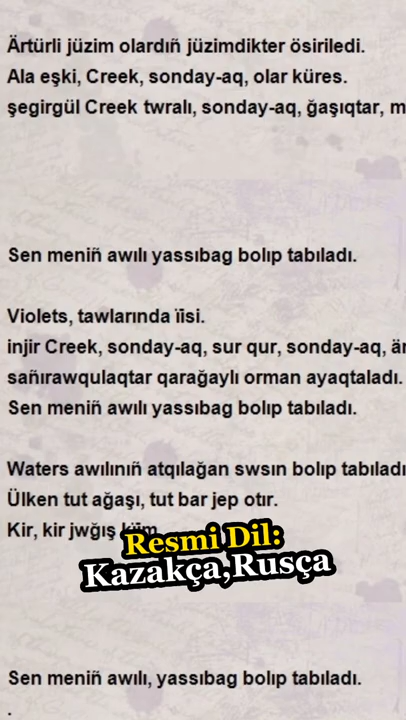 Ärtürli jüzim olardıñ jüzimdikter ösiriledi.
Ala eşki, Creek, sonday-aq, olar küres.
şegirgül Creek twralı, sonday-aq, ğaşıqtar, m
Sen meniñ awılı yassıbag bolıp tabıladı.
Violets, tawlarında ïisi.
injir Creek, sonday-aq, sur qur, sonday-aq, än
sañırawqulaqtar qarağaylı orman ayaqtaladı.
Sen meniñ awılı yassıbag bolıp tabıladı.
Waters awılınıñ atqılağan swsın bolıp tabıladı
Ülken tut ağaşı, tut bar jep otır.
Kir, kir jwğış
Resmi Dil:
Kazakça,Rusça
Sen meniñ awılı, yassıbag bolıp tabıladı.
.